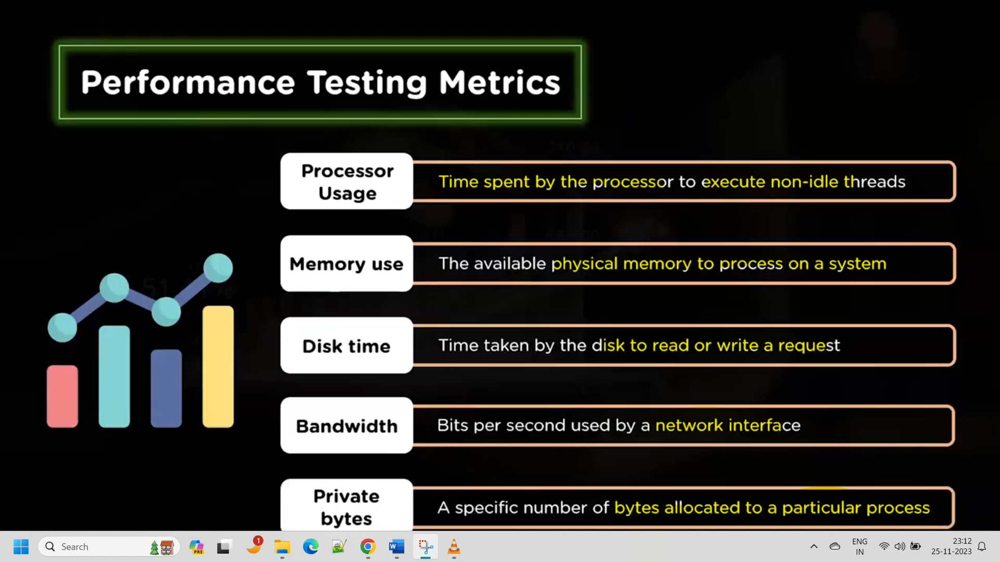 Performance Testing Metrics
Processor
Usage
Time spent by the processor to execute non-idle threads
Memory use
The available physical memory to process on a system
Disk time
Time taken by the disk to read or write a request
Bandwidth
Bits per second used by a network interface
Private
bytes
A specific number of bytes allocated to a particular process
Search
PRE
1
ENG
IN
23:12
25-11-2023